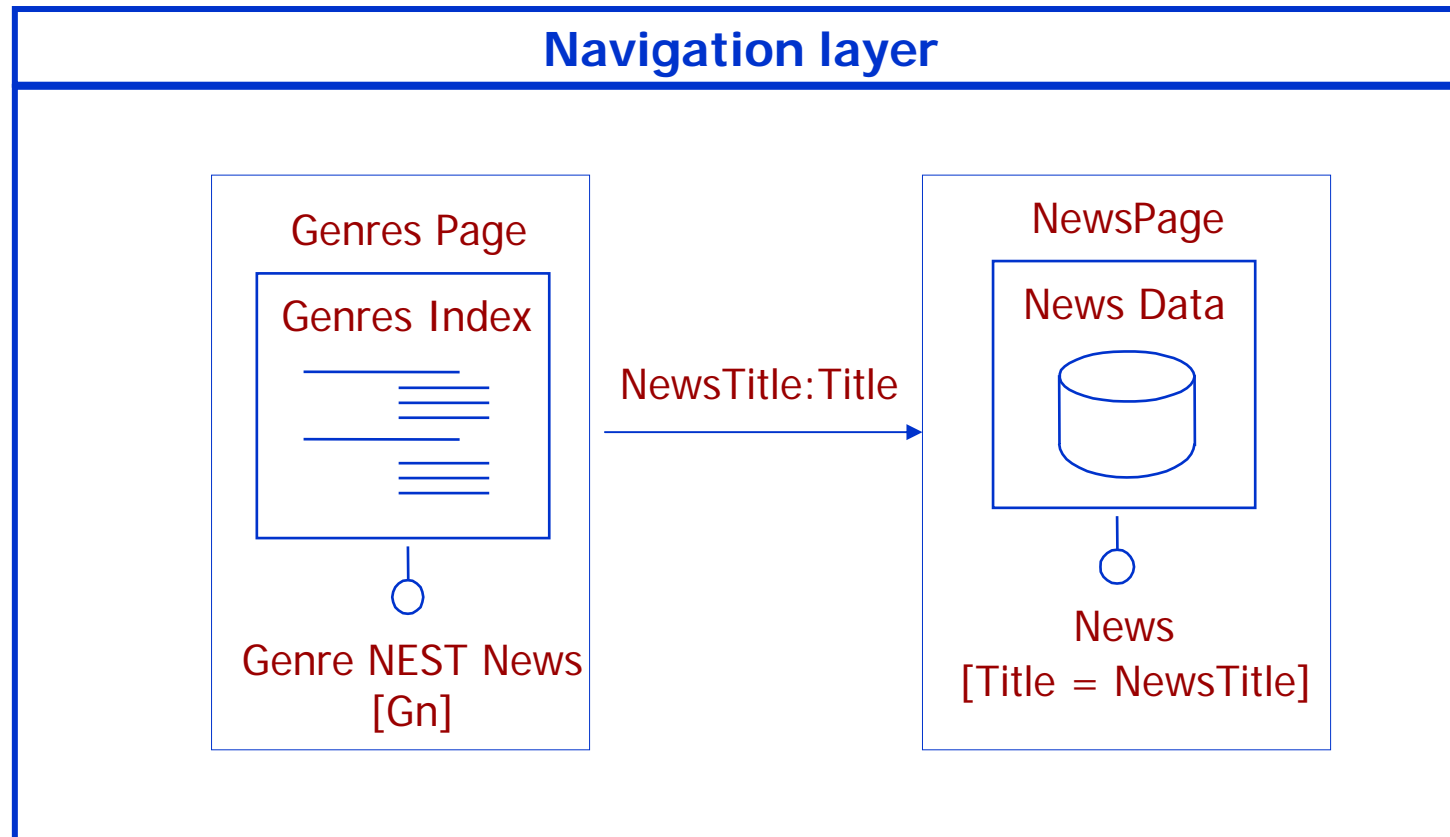 Navigation layer
Genres Page
Genres Index
Genre NEST News
[Gn]
NewsTitle:Title
NewsPage
News Data
News
[Title = NewsTitle]